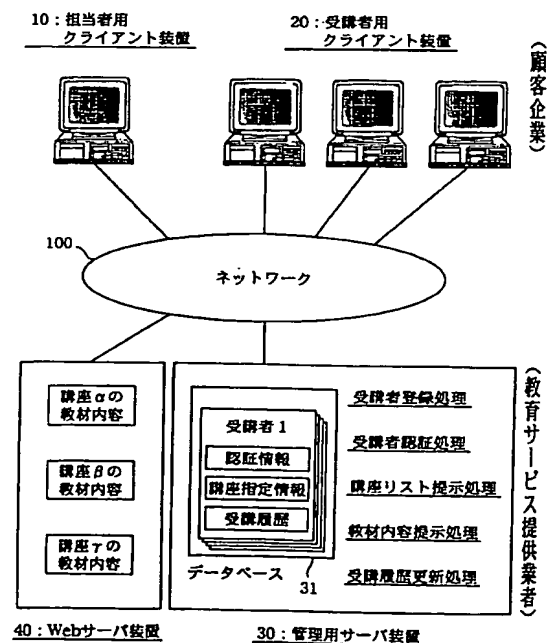 10：担当者用
クライアント装置
20：受講者用
クライアント装置
（顧客企業）
100
ネットワーク
講座αの
教材内容
講座βの
教材内容
講座γの
教材内容
受講者1
認証情報
講座指定情報
受講履歴
データベース
31
受講者登録処理
受講者認証処理
講座リスト提示処理
教材内容提示処理
受講履歴更新処理
（教育サービス提供業者）
40：Webサーバ装置
30：管理用サーバ装置